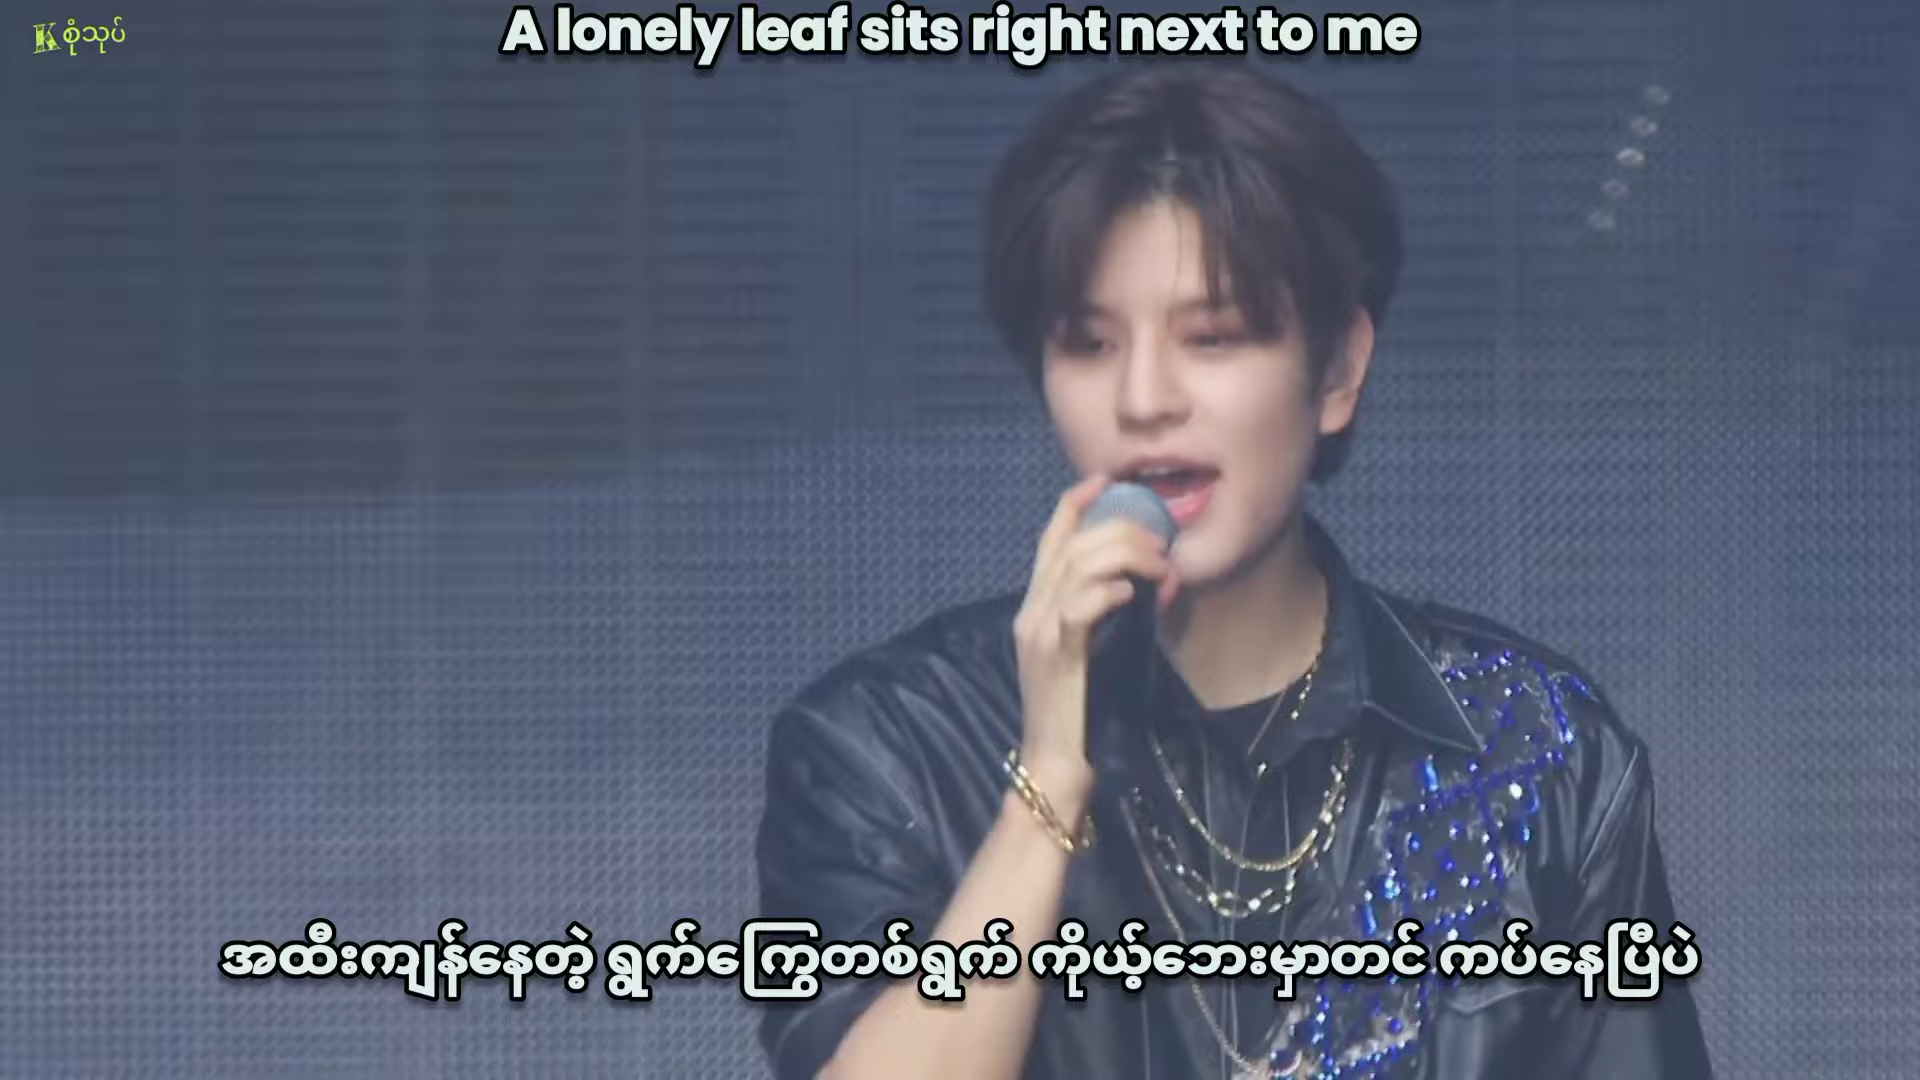 K စုံသုပ်
A lonely leaf sits right next to me
အထီးကျန်နေတဲ့ ရွက်ကြွေတစ်ရွက် ကိုယ့်ဘေးမှာတင် ကပ်နေပြီပဲ